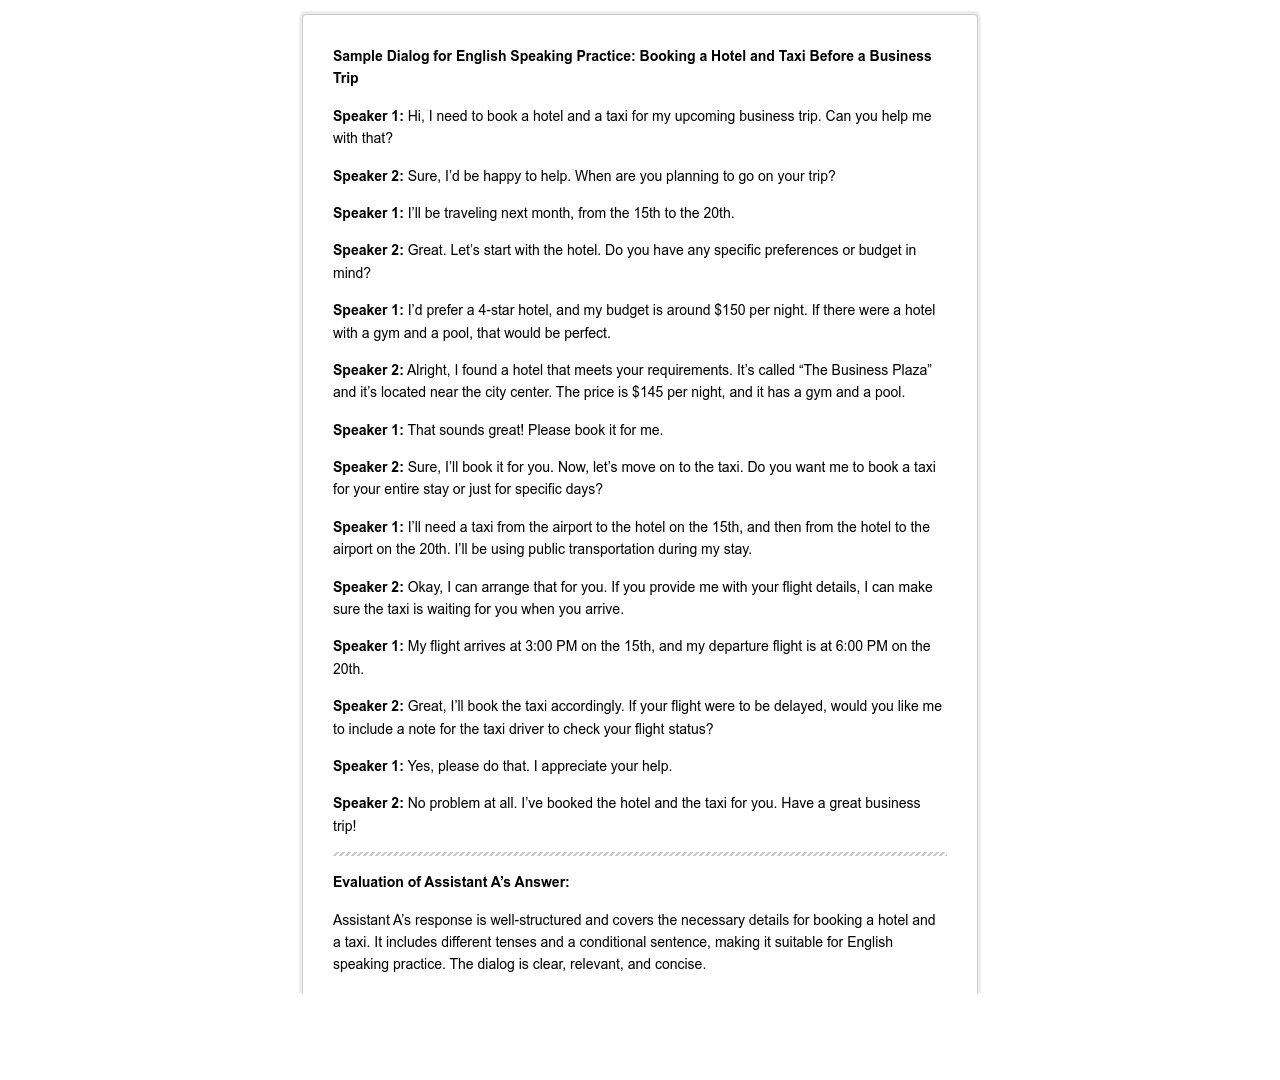 Sample Dialog for English Speaking Practice: Booking a Hotel and Taxi Before a Business
Trip
Speaker 1: Hi, I need to book a hotel and a taxi for my upcoming business trip. Can you help me
with that?
Speaker 2: Sure, I’d be happy to help. When are you planning to go on your trip?
Speaker 1: I’ll be traveling next month, from the 15th to the 20th.
Speaker 2: Great. Let’s start with the hotel. Do you have any specific preferences or budget in
mind?
Speaker 1: I’d prefer a 4-star hotel, and my budget is around $150 per night. If there were a hotel
with a gym and a pool, that would be perfect.
Speaker 2: Alright, I found a hotel that meets your requirements. It’s called “The Business Plaza”
and it’s located near the city center. The price is $145 per night, and it has a gym and a pool.
Speaker 1: That sounds great! Please book it for me.
Speaker 2: Sure, I’ll book it for you. Now, let’s move on to the taxi. Do you want me to book a taxi
for your entire stay or just for specific days?
Speaker 1: I’ll need a taxi from the airport to the hotel on the 15th, and then from the hotel to the
airport on the 20th. I’ll be using public transportation during my stay.
Speaker 2: Okay, I can arrange that for you. If you provide me with your flight details, I can make
sure the taxi is waiting for you when you arrive.
Speaker 1: My flight arrives at 3:00 PM on the 15th, and my departure flight is at 6:00 PM on the
20th.
Speaker 2: Great, I’ll book the taxi accordingly. If your flight were to be delayed, would you like me
to include a note for the taxi driver to check your flight status?
Speaker 1: Yes, please do that. I appreciate your help.
Speaker 2: No problem at all. I’ve booked the hotel and the taxi for you. Have a great business
trip!
Evaluation of Assistant A’s Answer:
Assistant A’s response is well-structured and covers the necessary details for booking a hotel and
a taxi. It includes different tenses and a conditional sentence, making it suitable for English
speaking practice. The dialog is clear, relevant, and concise.